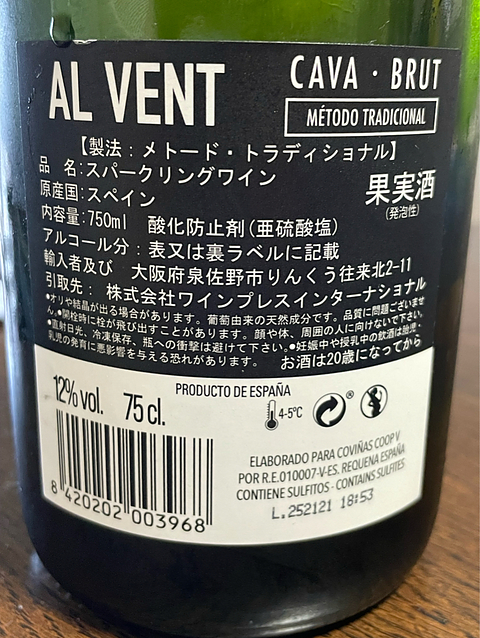 AL VENT
CAVA · BRUT
MÉTODO TRADICIONAL
【製法：メトード・トラディショナル】
品 名：スパークリングワイン
原産国：スペイン
果実酒
(発泡性)
内容量：750ml 酸化防止剤(亜硫酸塩)
アルコール分：表又は裏ラベルに記載
輸入者及び 大阪府泉佐野市りんくう往来北2-11
引取先： 株式会社ワインプレスインターナショナル
●オリや結晶が出る場合があります。葡萄由来の天然成分です。品質に問題ございませ
ん。●開栓時に栓が飛び出すことがあります。顔や体、周囲の人に向けないで下さい。
●直射日光、冷凍保存、瓶への衝撃は避けて下さい。●妊娠中や授乳中の飲酒は胎児・
乳児の発育に悪影響を与える恐れがあります。 お酒は20歳になってから
12% vol. 75 cl.
PRODUCTO DE ESPAÑA
4-5°C
®
ELABORADO PARA COVIÑAS COOP V
POR R.E.010007-V-ES. REQUENA ESPAÑA
CONTIENE SULFITOS - CONTAINS SULFITES
L.252121 18:53
8 420202 003968